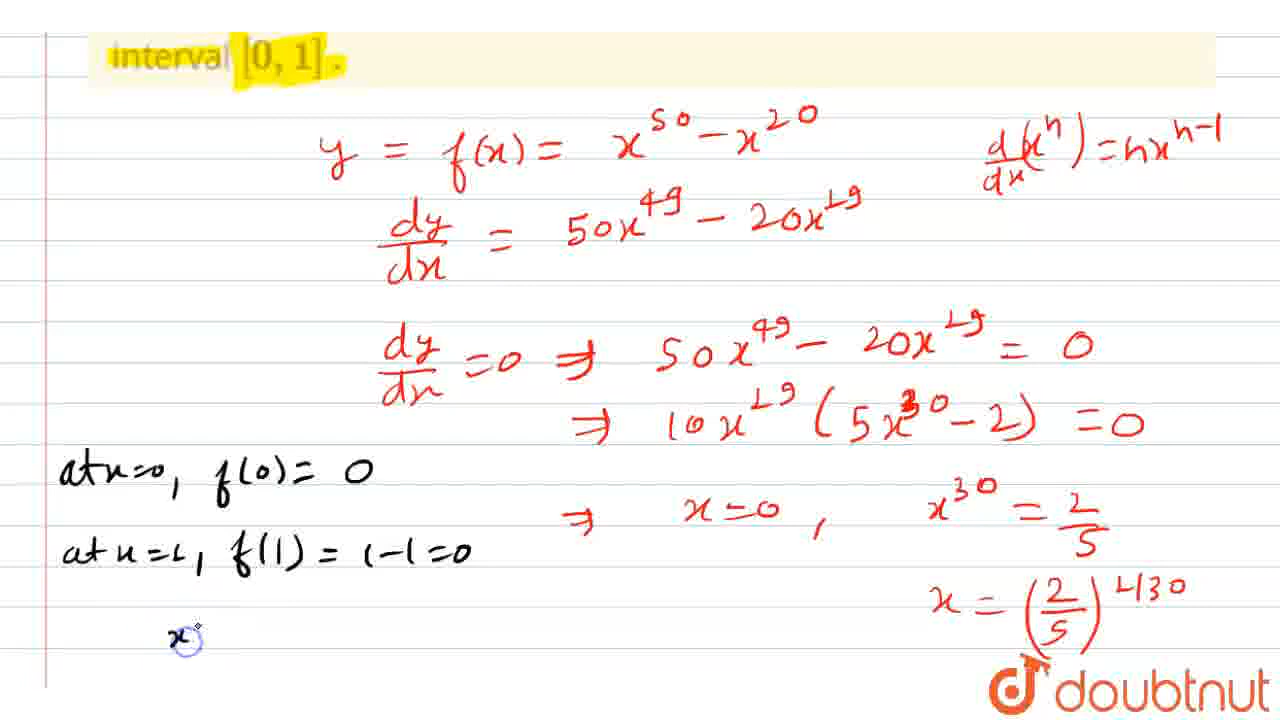 interval [0, 1] .
y = f(x) = x^50 - x^20
d/dx (x^n) = nx^(n-1)
dy/dx = 50x^49 - 20x^19
dy/dx = 0 ⇒ 50x^49 - 20x^19 = 0
⇒ 10x^19 (5x^30 - 2) = 0
at x=0, f(0) = 0
⇒ x = 0 , x^30 = 2/5
at x=1, f(1) = 1-1=0
x = (2/5)^1/30
x
doubtnut